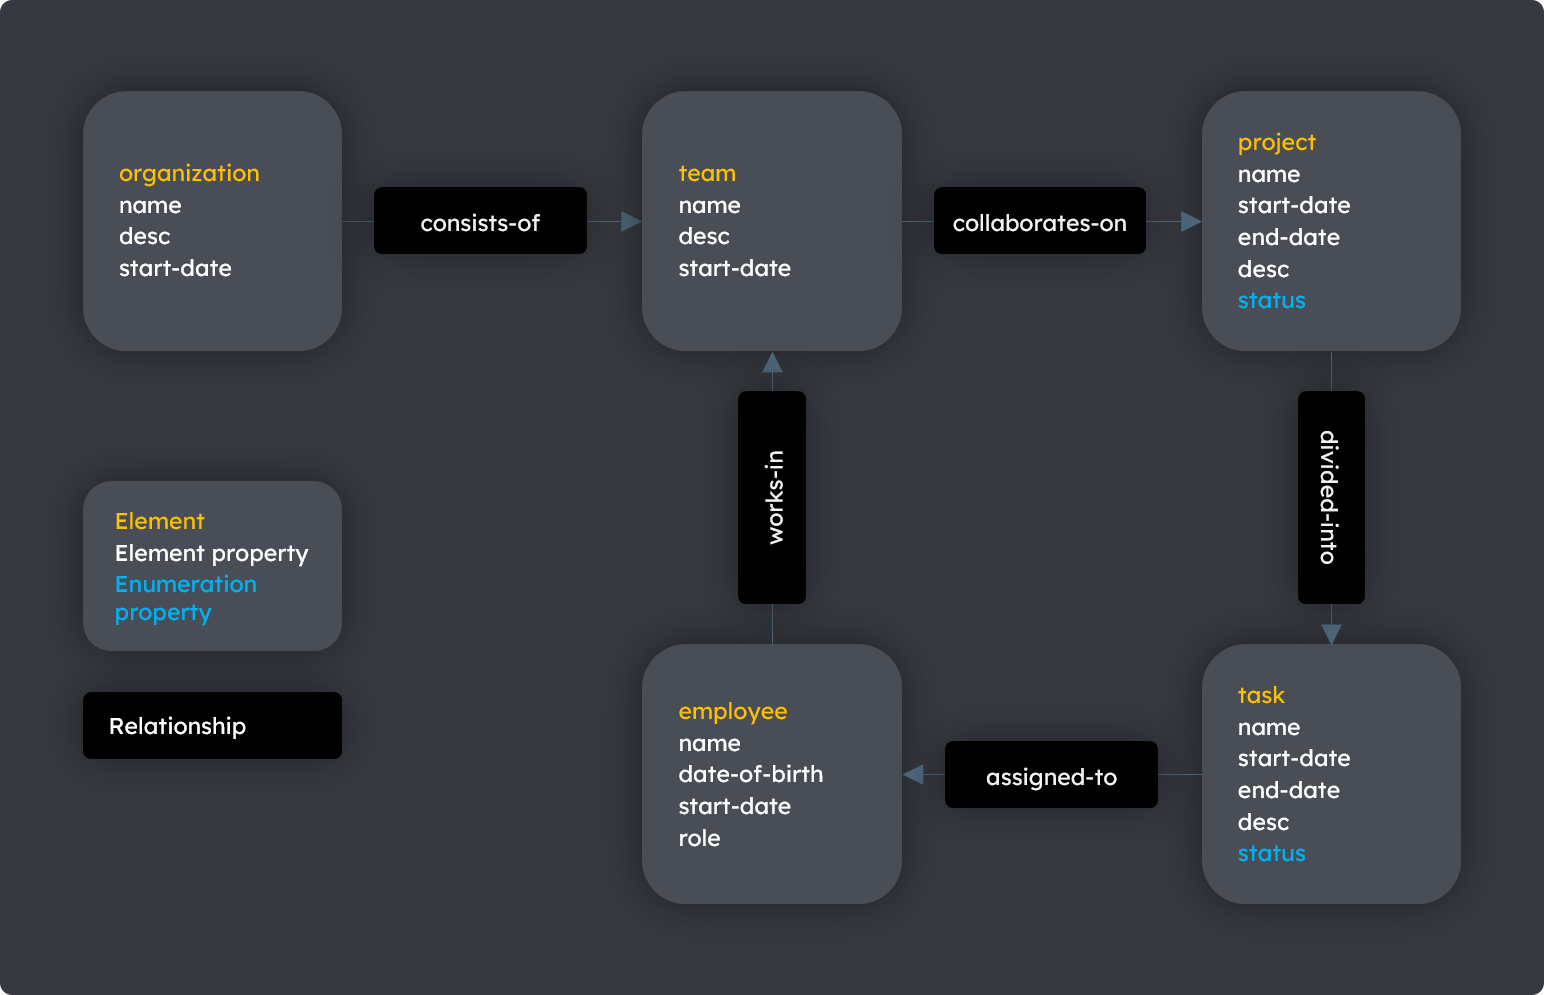 organization
name
desc
start-date
consists-of
team
name
desc
start-date
collaborates-on
project
name
start-date
end-date
desc
status
Element
Element property
Enumeration
property
Relationship
works-in
divided-into
employee
name
date-of-birth
start-date
role
assigned-to
task
name
start-date
end-date
desc
status